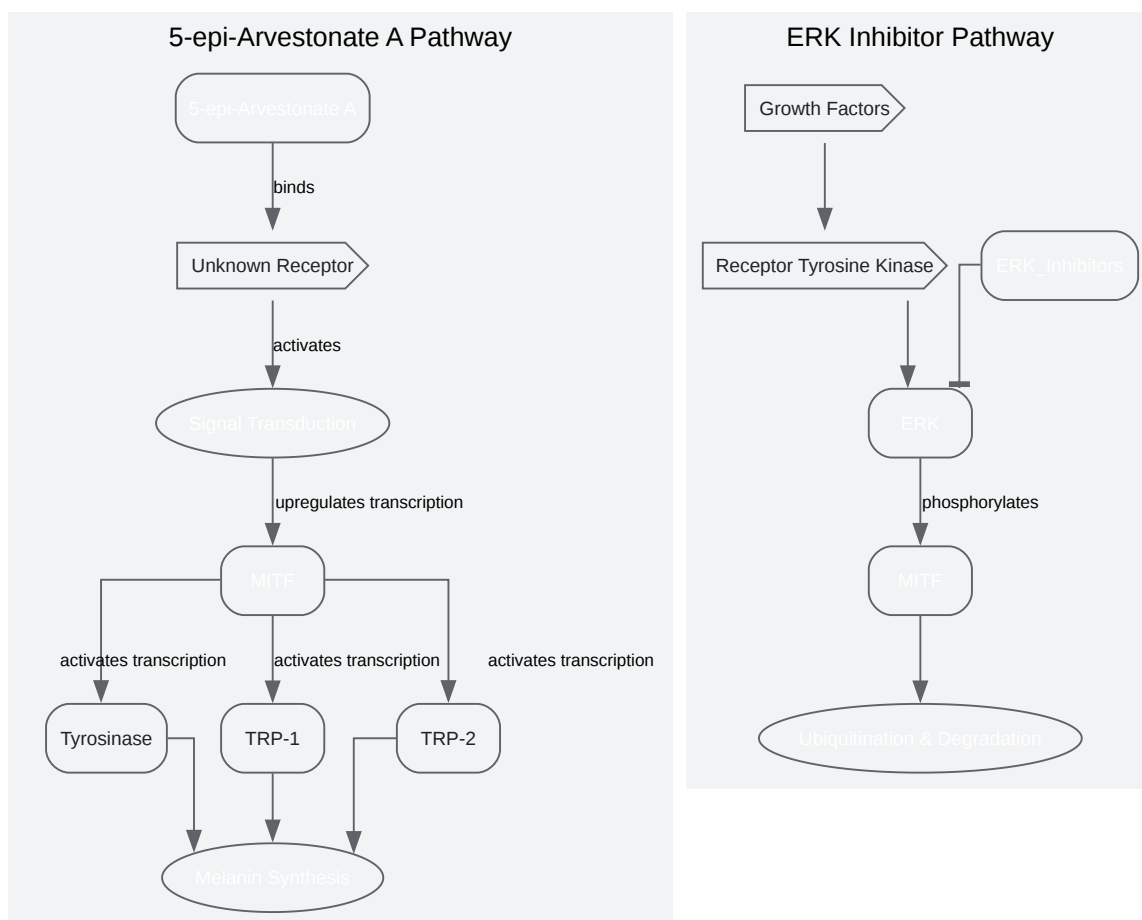 5-epi-Arvestonate A Pathway
5-epi-Arvestonate A
binds
Unknown Receptor
activates
Signal Transduction
upregulates transcription
MITF
activates transcription
activates transcription
activates transcription
Tyrosinase
TRP-1
TRP-2
Melanin Synthesis
ERK Inhibitor Pathway
Growth Factors
Receptor Tyrosine Kinase
ERK_Inhibitors
ERK
phosphorylates
MITF
Ubiquitination & Degradation